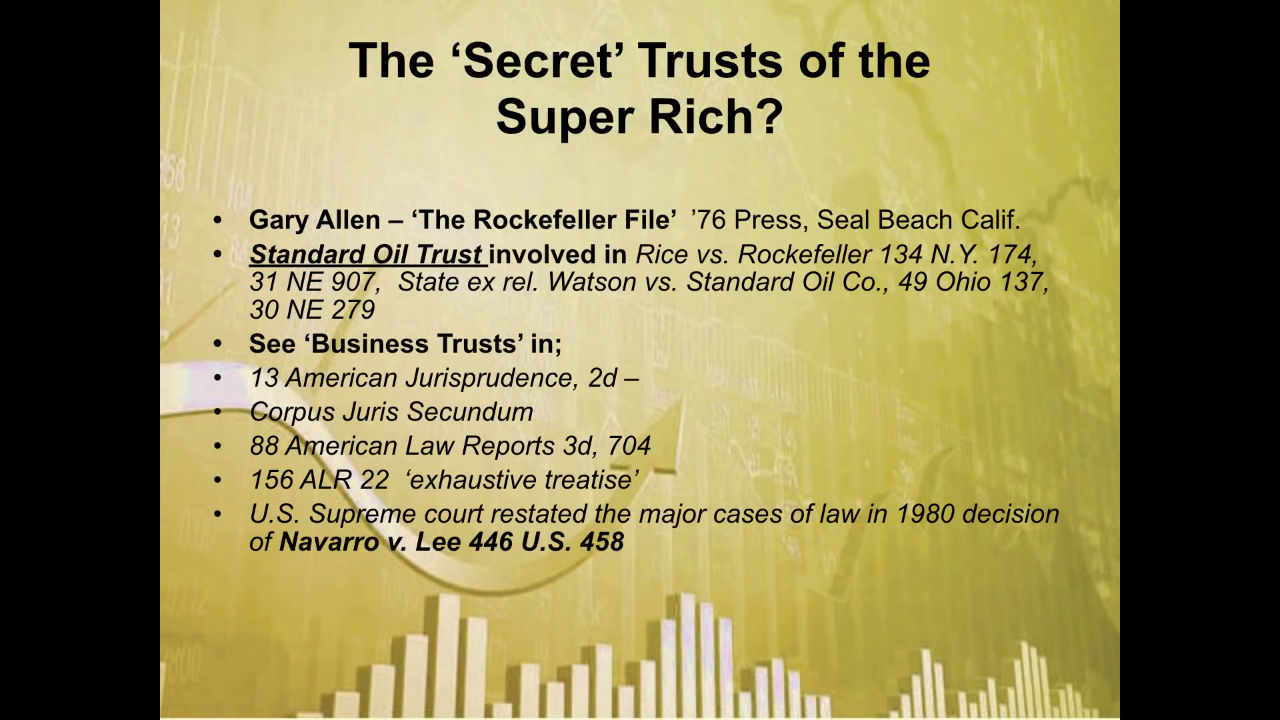 The ‘Secret’ Trusts of the
Super Rich?
• Gary Allen – ‘The Rockefeller File’ ’76 Press, Seal Beach Calif.
• Standard Oil Trust involved in Rice vs. Rockefeller 134 N.Y. 174,
31 NE 907, State ex rel. Watson vs. Standard Oil Co., 49 Ohio 137,
30 NE 279
• See ‘Business Trusts’ in;
• 13 American Jurisprudence, 2d –
• Corpus Juris Secundum
• 88 American Law Reports 3d, 704
• 156 ALR 22 ‘exhaustive treatise’
• U.S. Supreme court restated the major cases of law in 1980 decision
of Navarro v. Lee 446 U.S. 458